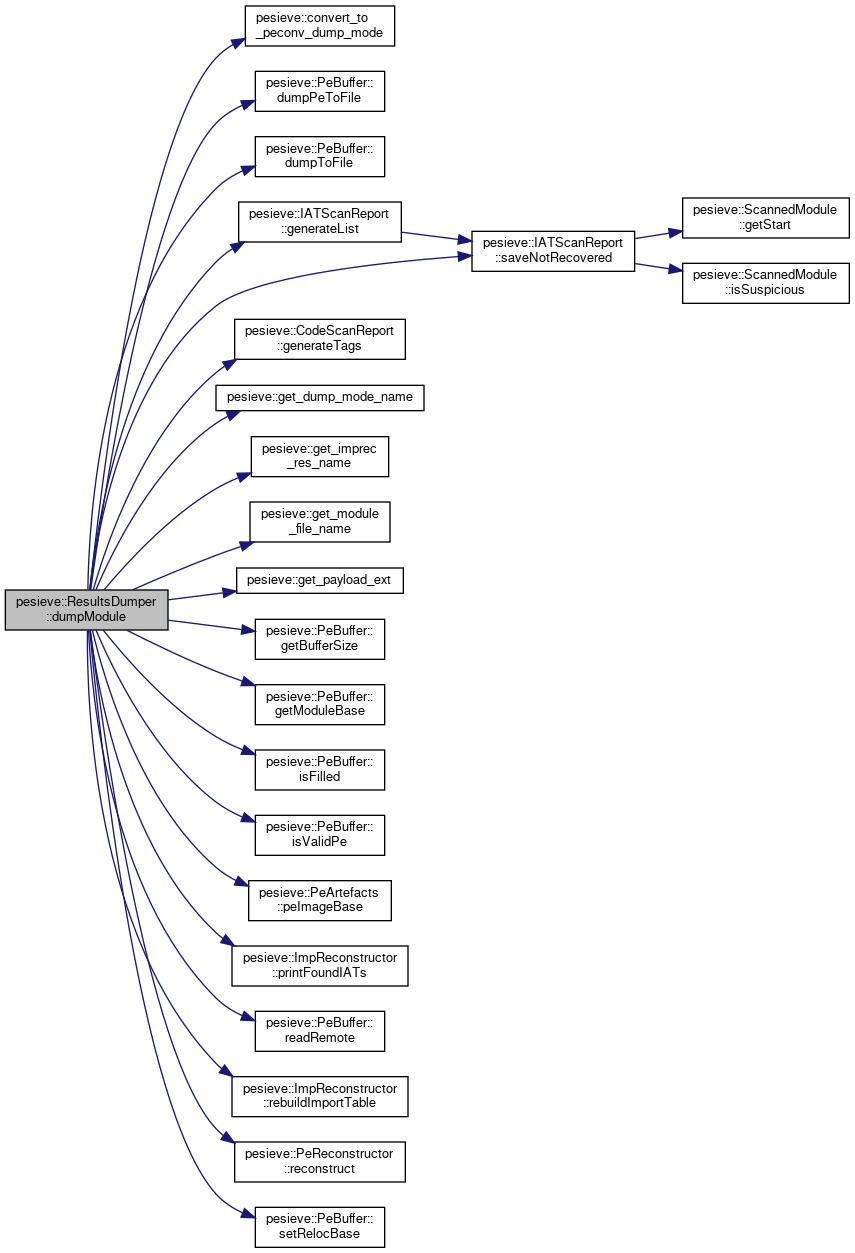 pesieve::convert_to
_peconv_dump_mode
pesieve::PeBuffer::
dumpPeToFile
pesieve::PeBuffer::
dumpToFile
pesieve::IATScanReport
::generateList
pesieve::IATScanReport
::saveNotRecovered
pesieve::ScannedModule
::getStart
pesieve::ScannedModule
::isSuspicious
pesieve::CodeScanReport
::generateTags
pesieve::get_dump_mode_name
pesieve::get_imprec
_res_name
pesieve::get_module
_file_name
pesieve::get_payload_ext
pesieve::ResultsDumper
::dumpModule
pesieve::PeBuffer::
getBufferSize
pesieve::PeBuffer::
getModuleBase
pesieve::PeBuffer::
isFilled
pesieve::PeBuffer::
isValidPe
pesieve::PeArtefacts
::peImageBase
pesieve::ImpReconstructor
::printFoundIATs
pesieve::PeBuffer::
readRemote
pesieve::ImpReconstructor
::rebuildImportTable
pesieve::PeReconstructor
::reconstruct
pesieve::PeBuffer::
setRelocBase